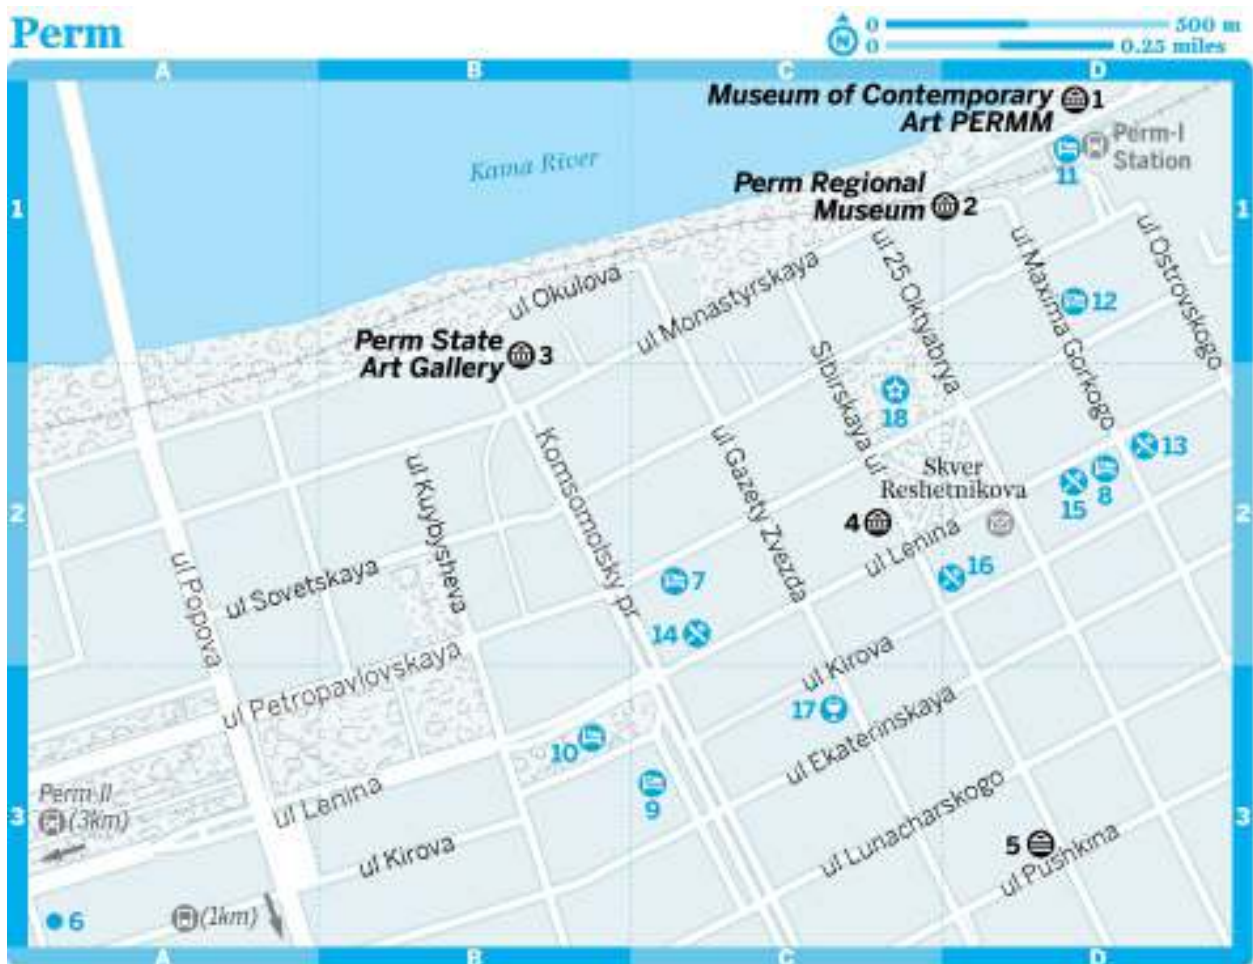 Perm
N
0 500 m
0 0.25 miles
A B C D
Museum of Contemporary
Art PERMM
1
Perm-I
Station
11
Kama River
Perm Regional
Museum
2
1
1
ul Okulova
ul Monastyrskaya
ul 25 Oktyabrya
ul Maxima Gorkogo
ul Ostrovskogo
12
Perm State
Art Gallery
3
Sibirskaya ul
18
13
Komsomolsky pr
ul Kuybysheva
ul Gazety Zvezda
Skver
Reshetnikova
15
8
2
2
4
ul Lenina
16
ul Popova
ul Sovetskaya
7
14
ul Petropavlovskaya
ul Kirova
17
ul Ekaterinskaya
10
9
Perm-II
(3km)
ul Lenina
ul Kirova
ul Lunacharskogo
5
ul Pushkina
3
3
6
(1km)
A B C D